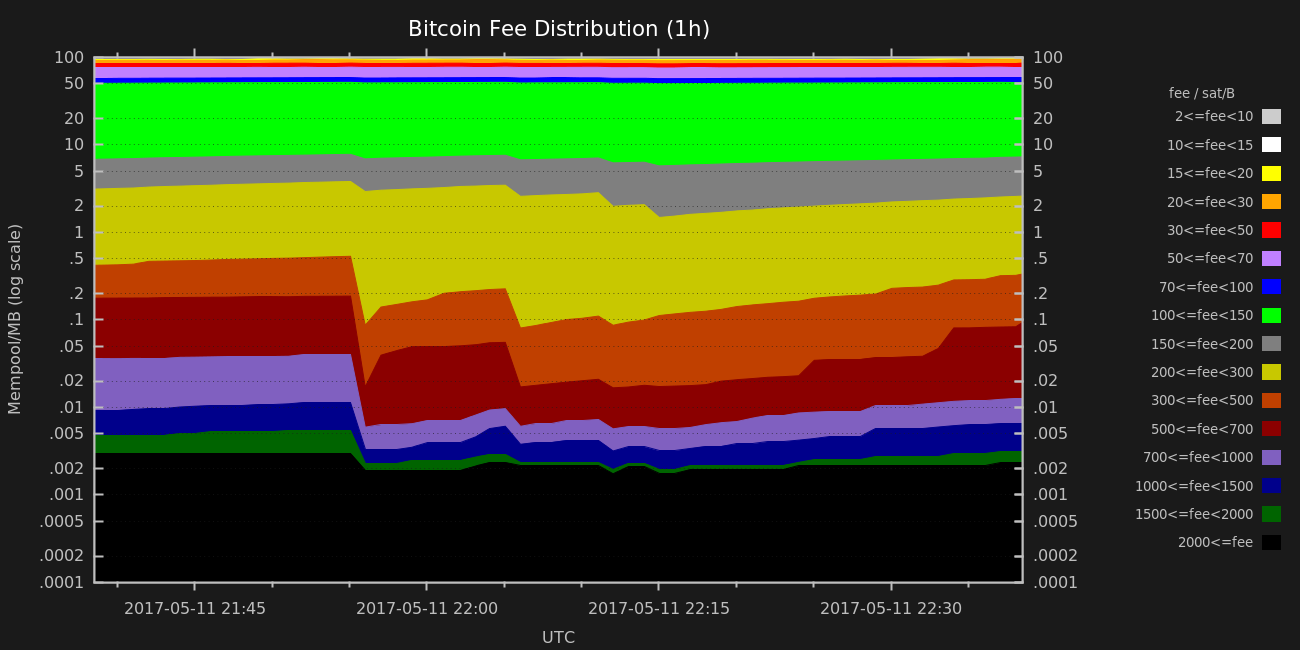 Bitcoin Fee Distribution (1h)
Mempool/MB (log scale)
100
50
20
10
5
2
1
.5
.2
.1
.05
.02
.01
.005
.002
.001
.0005
.0002
.0001
100
50
20
10
5
2
1
.5
.2
.1
.05
.02
.01
.005
.002
.001
.0005
.0002
.0001
2017-05-11 21:45
2017-05-11 22:00
2017-05-11 22:15
2017-05-11 22:30
UTC
fee / sat/B
2<=fee<10
10<=fee<15
15<=fee<20
20<=fee<30
30<=fee<50
50<=fee<70
70<=fee<100
100<=fee<150
150<=fee<200
200<=fee<300
300<=fee<500
500<=fee<700
700<=fee<1000
1000<=fee<1500
1500<=fee<2000
2000<=fee